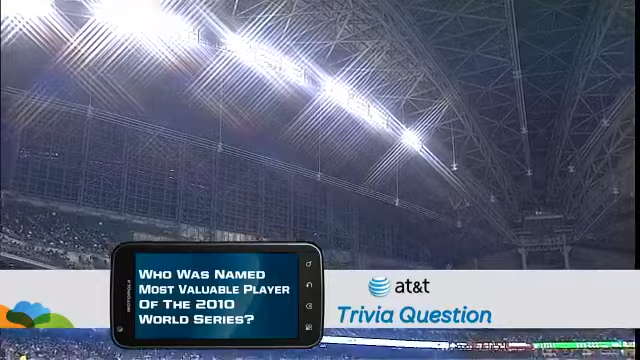 WHO WAS NAMED
MOST VALUABLE PLAYER
OF THE 2010
WORLD SERIES?
MOTOROLA
at&t
Trivia Question